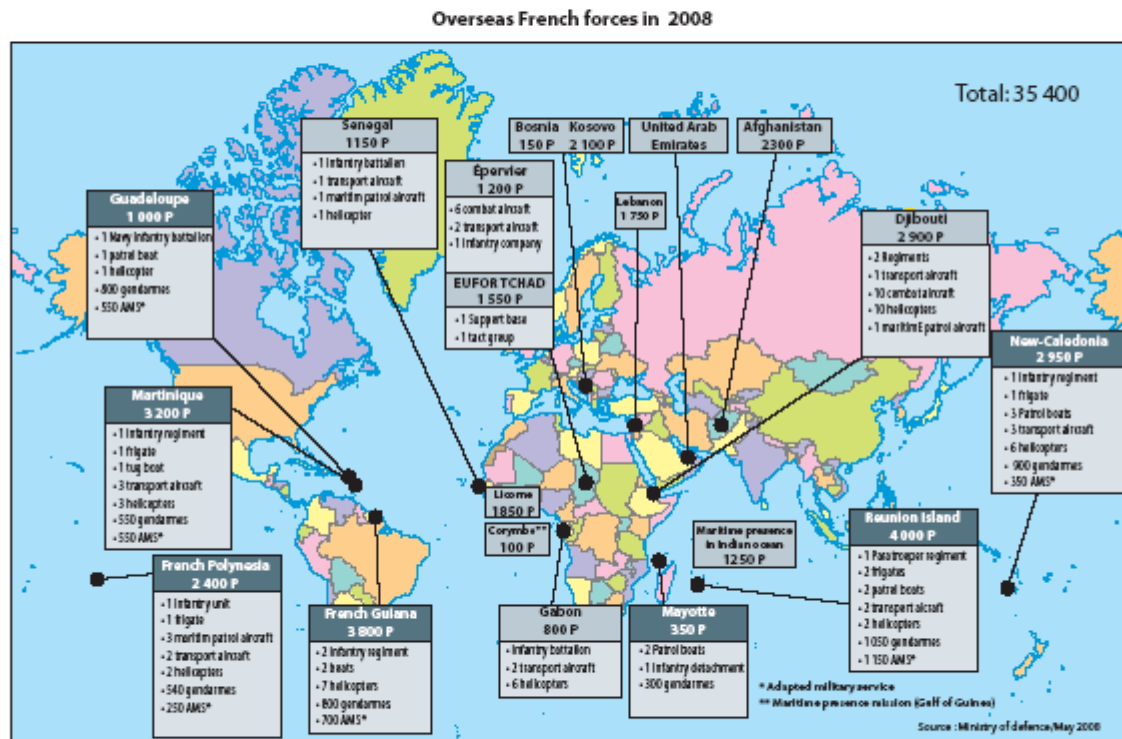 Overseas French forces in 2008
Total: 35 400
Senegal
1150 P
• 1 Infantry battallen
• 1 transport aircraft
• 1 maritim patrol aircraft
• 1 helicopter
Bosnia Kosovo
150 P 2 100 P
United Arab
Emirates
Afghanistan
2300 P
Épervier
1 200 P
• 6 combat aircraft
• 2 transport aircraft
• 1 Infantry company
EUFOR TCHAD
1 550 P
• 1 Support base
• 1 tact group
Lebanon
1 750 P
Guadeloupe
1 000 P
• 1 Navy Infantry battallion
• 1 patrol boat
• 1 helicopter
• 800 gendarmes
• 550 AMS*
Djibouti
2 900 P
• 2 Regiments
• 1 transport aircraft
• 10 combat aircraft
• 10 helicopters
• 1 maritimE patrol aircraft
New-Caledonia
2 950 P
• 1 Infantry regiment
• 1 frigate
• 3 Patrol boats
• 3 transport aircraft
• 6 helicopters
• 900 gendarmes
• 350 AMS*
Martinique
3 200 P
• 1 Infantry regiment
• 1 frigate
• 1 tug boat
• 3 transport aircraft
• 3 helicopters
• 550 gendarmes
• 550 AMS*
Licorne
1850 P
Corymbe**
100 P
Maritime presence
in Indian ocean
1250 P
Reunion Island
4 000 P
• 1 Paratrooper regiment
• 2 frigates
• 2 patrol boats
• 2 transport aicraft
• 2 helicopters
• 1 050 gendarmes
• 1 150 AMS*
French Polynesia
2 400 P
• 1 Infantry unit
• 1 frigate
• 3 maritim patrol aircraft
• 2 transport aircraft
• 2 helicopters
• 540 gendarmes
• 250 AMS*
French Guiana
3 800 P
• 2 Infantry regiment
• 2 boats
• 7 helicopters
• 800 gendarmes
• 700 AMS*
Gabon
800 P
• Infantry battalion
• 2 transport aircraft
• 6 helicopters
Mayotte
350 P
• 2 Patrol boats
• 1 Infantry detachment
• 300 gendarmes
* Adapted military service
** Maritime presence mission (Gulf of Guinea)
Source : Ministry of defence/May 2008